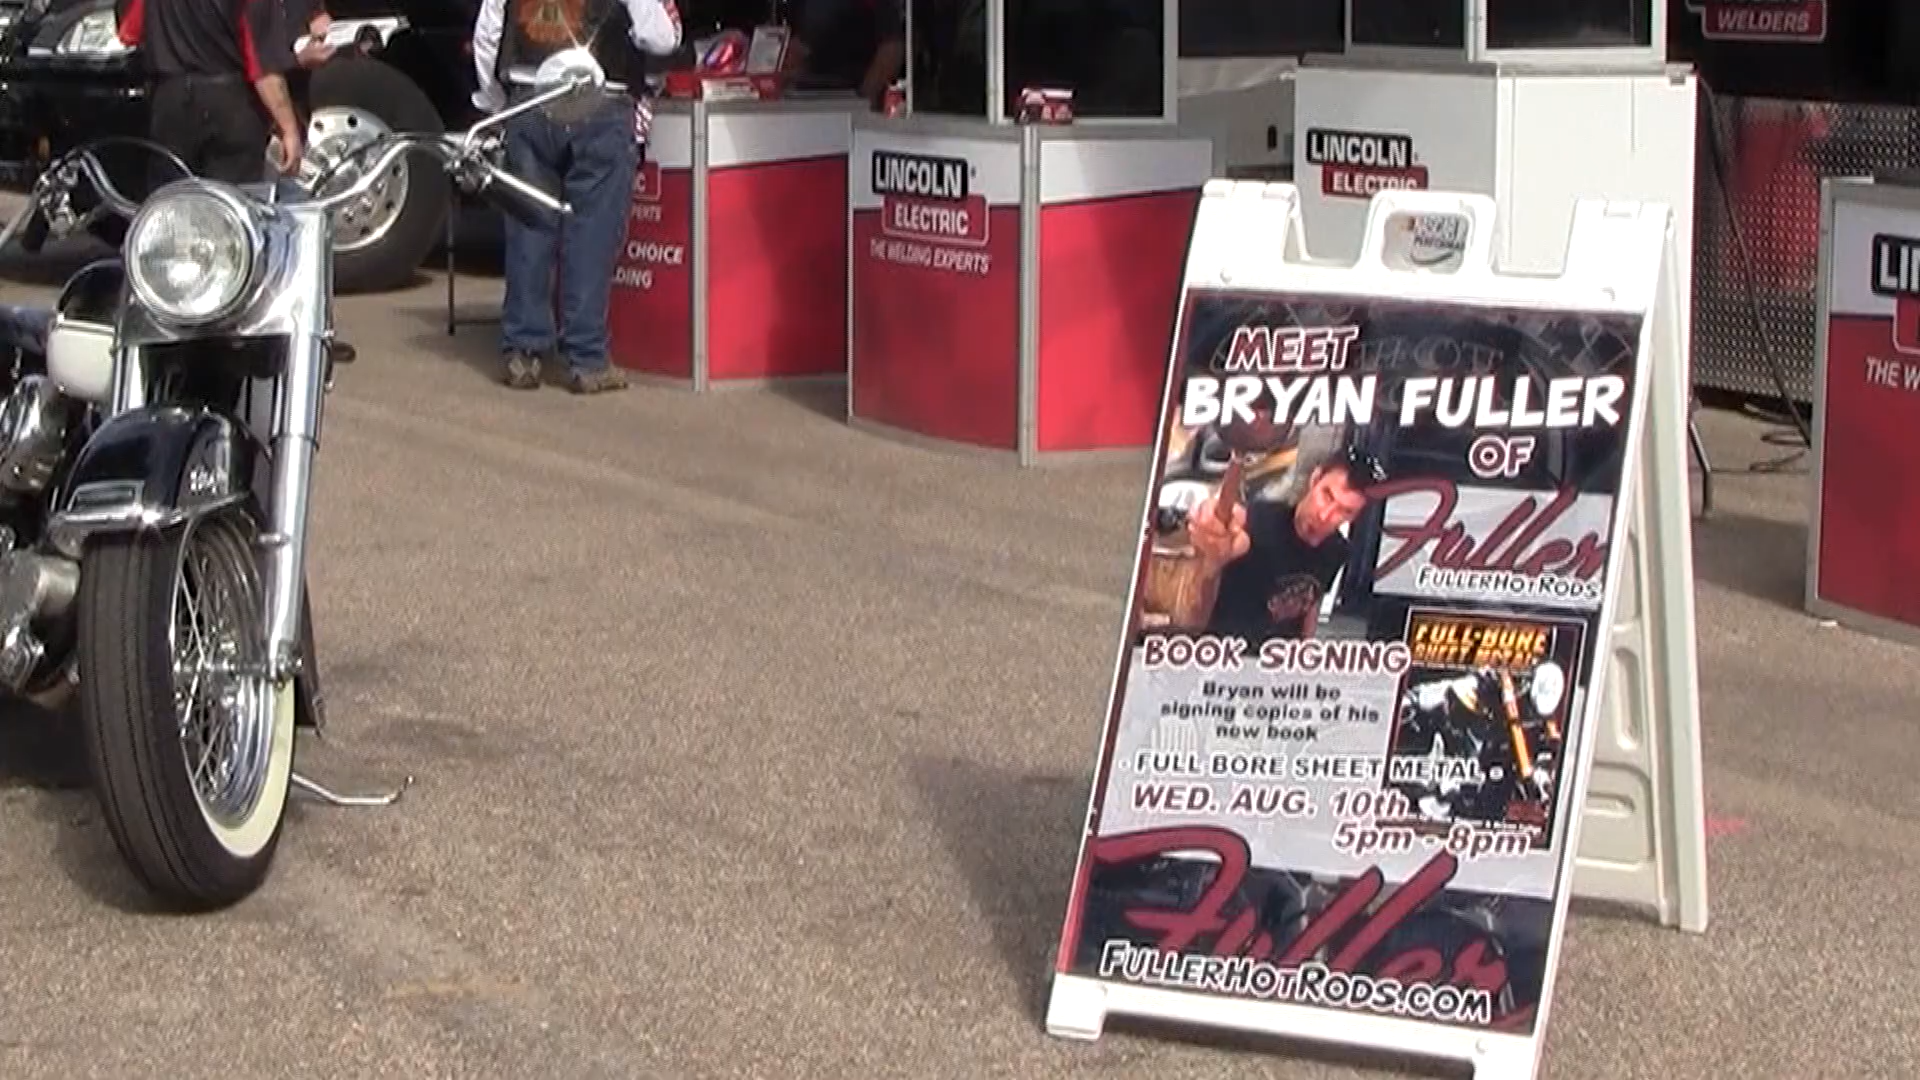 WELDERS
LINCOLN
ELECTRIC
THE WELDING EXPERTS
CHOICE
LINCOLN
ELECTRIC
MEET
BRYAN FULLER
OF
Fuller
FULLERHOTRODS
FULL-BORE
SHEET METAL
BOOK SIGNING
Bryan will be
signing copies of his
new book
- FULL BORE SHEET METAL -
WED. AUG. 10th
5pm - 8pm
Fuller
FULLERHOTRODS.COM
THE W